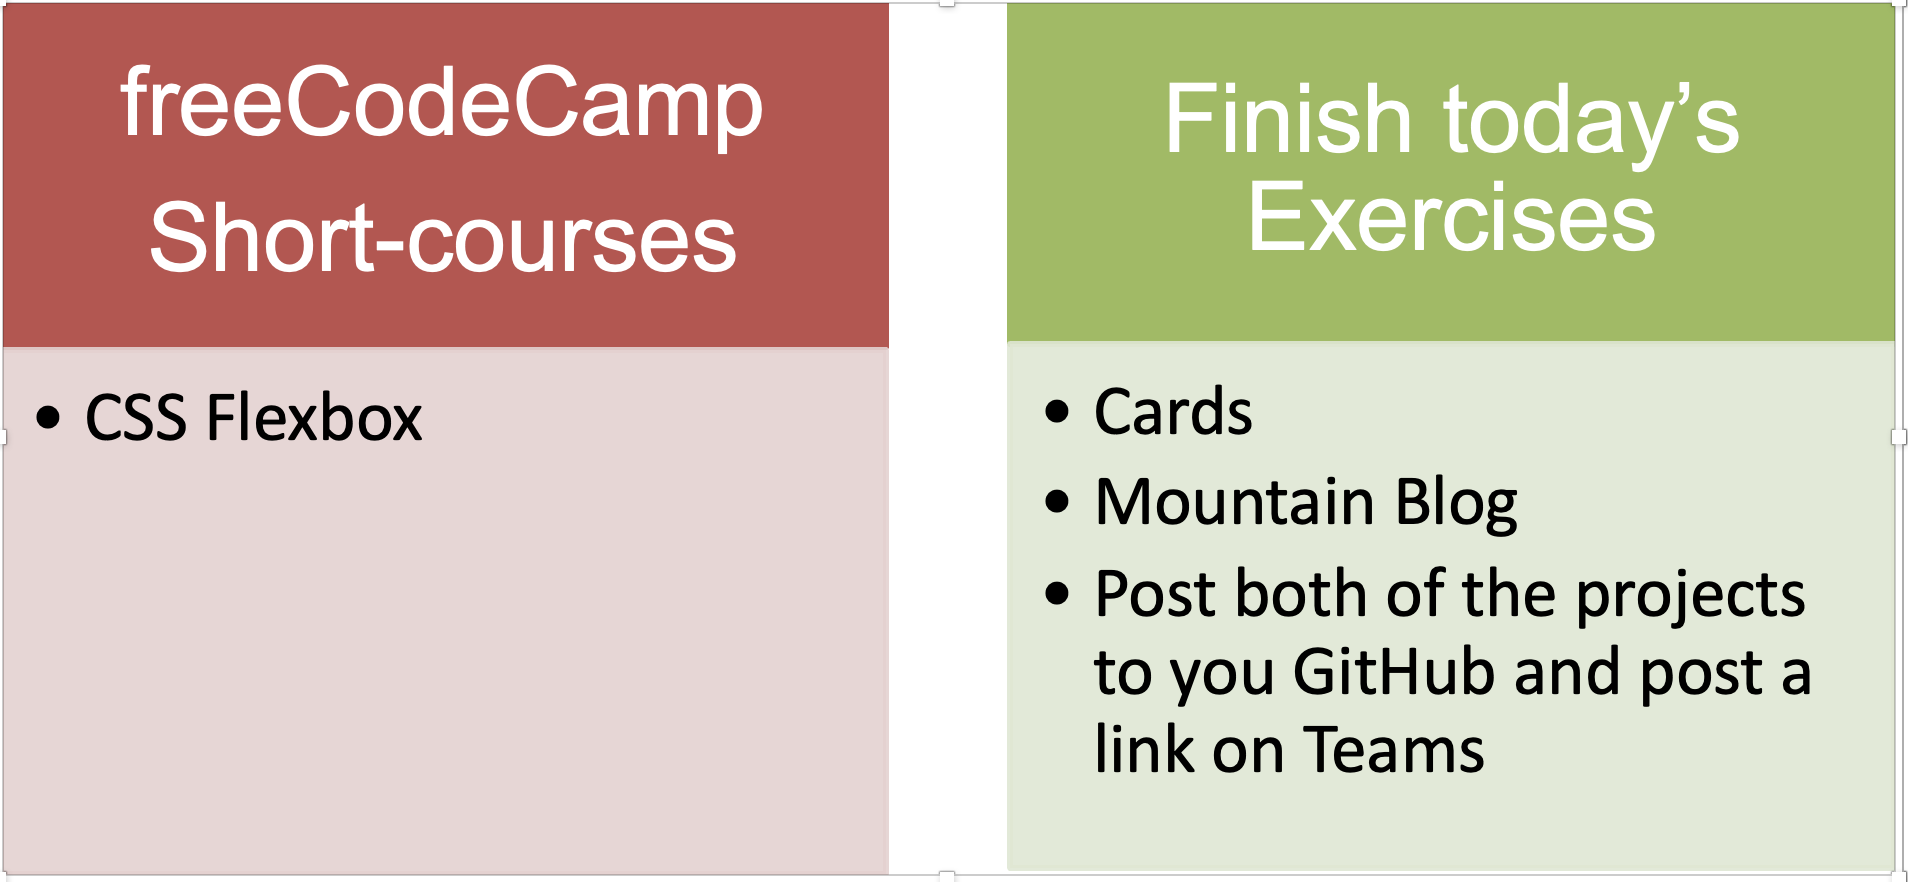 freeCodeCamp
Short-courses
• CSS Flexbox
Finish today’s
Exercises
• Cards
• Mountain Blog
• Post both of the projects
to you GitHub and post a
link on Teams